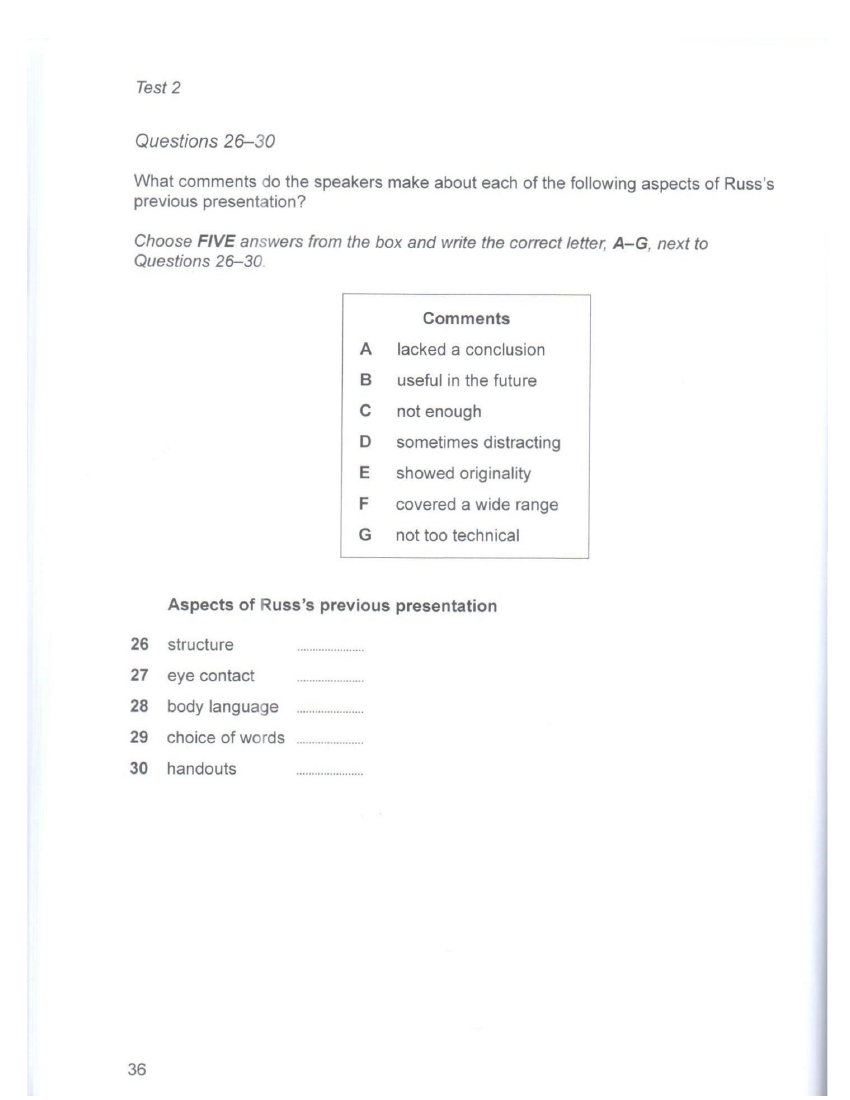 Test 2
Questions 26–30
What comments do the speakers make about each of the following aspects of Russ's
previous presentation?
Choose FIVE answers from the box and write the correct letter, A–G, next to
Questions 26–30.
Comments
A lacked a conclusion
B useful in the future
C not enough
D sometimes distracting
E showed originality
F covered a wide range
G not too technical
Aspects of Russ's previous presentation
26 structure ......................
27 eye contact ......................
28 body language ......................
29 choice of words ......................
30 handouts ......................
36